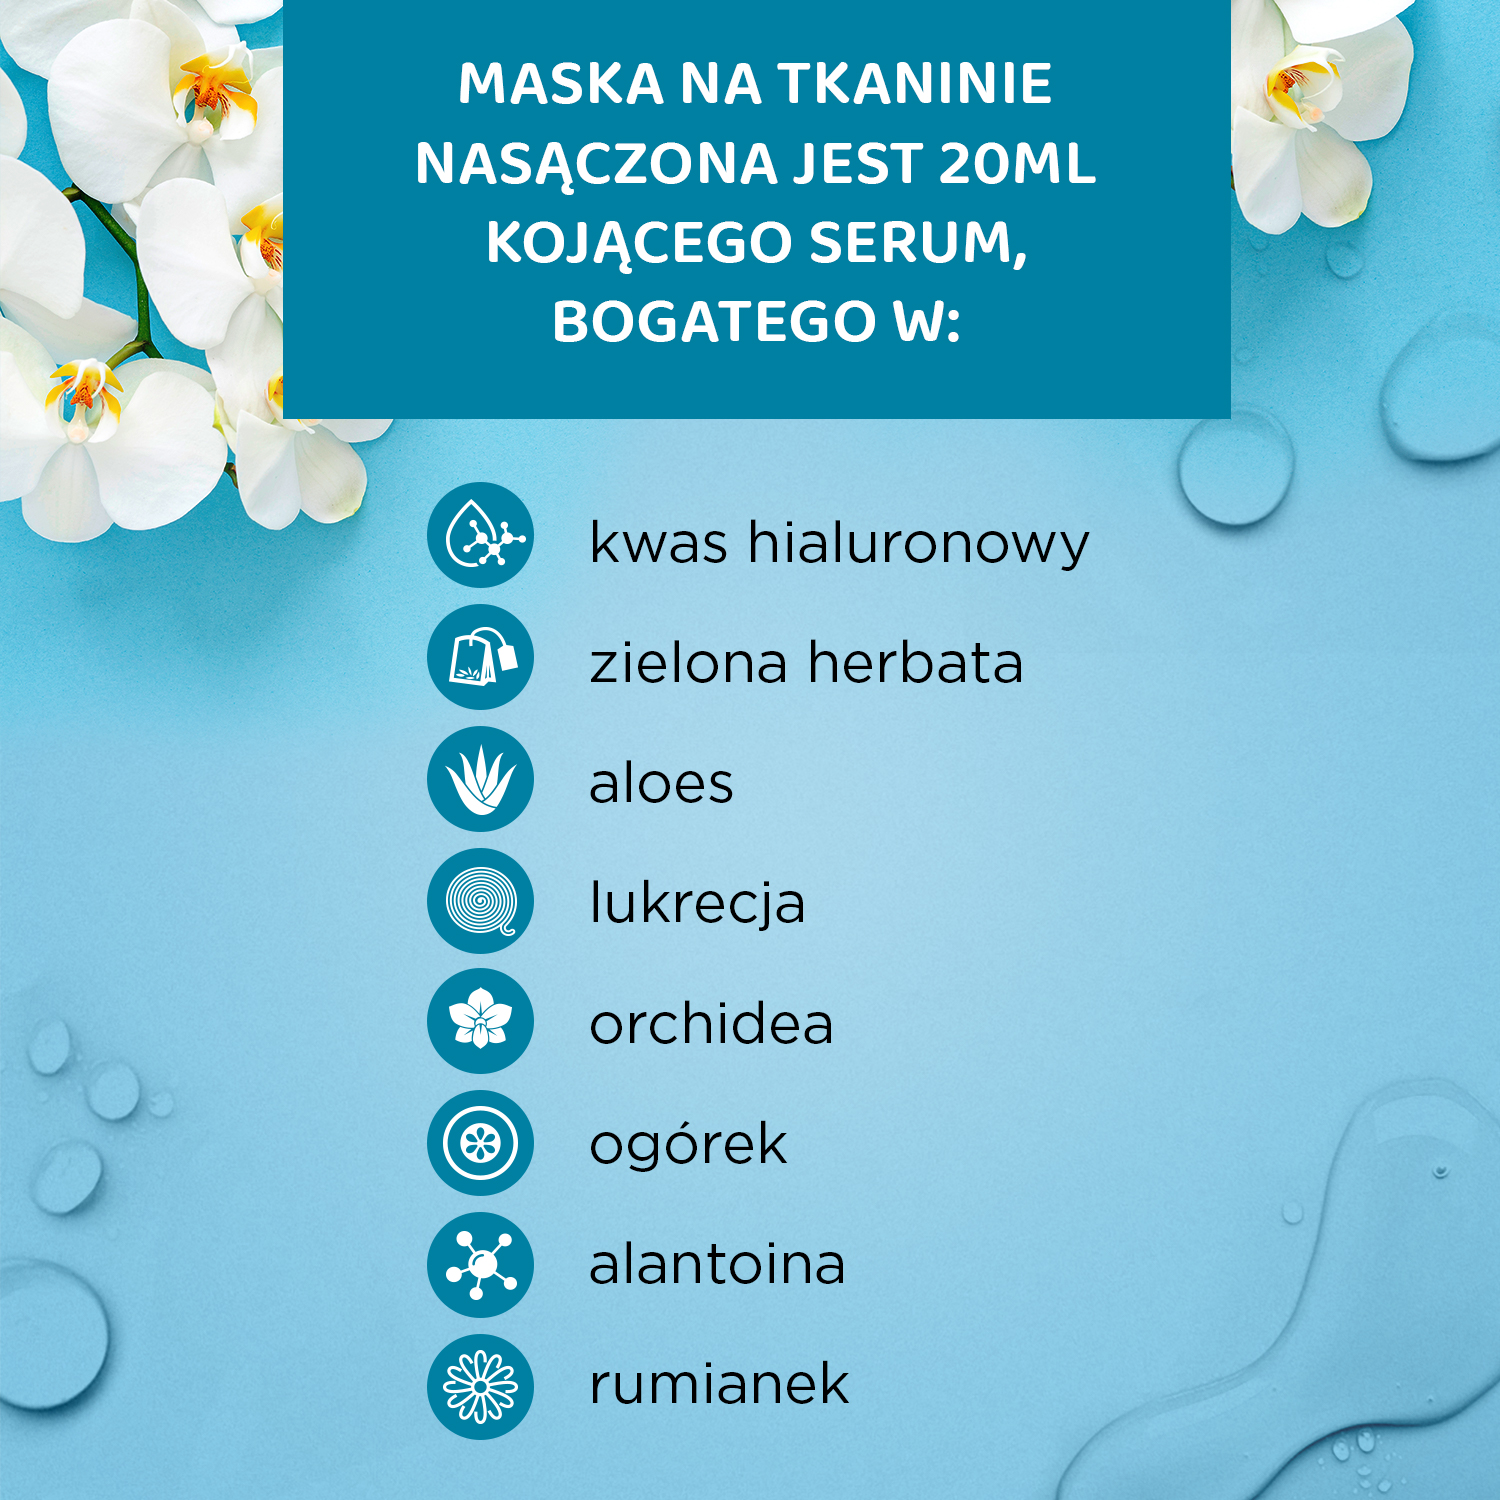 MASKA NA TKANINIE
NASĄCZONA JEST 20ML
KOJĄCEGO SERUM,
BOGATEGO W:
kwas hialuronowy
zielona herbata
aloes
lukrecja
orchidea
ogórek
alantoina
rumianek